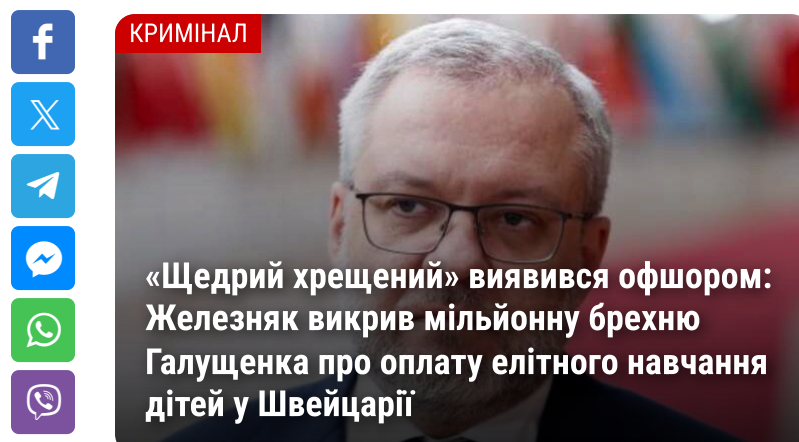 КРИМІНАЛ
«Щедрий хрещений» виявився офшором:
Железняк викрив мільйонну брехню
Галущенка про оплату елітного навчання
дітей у Швейцарії